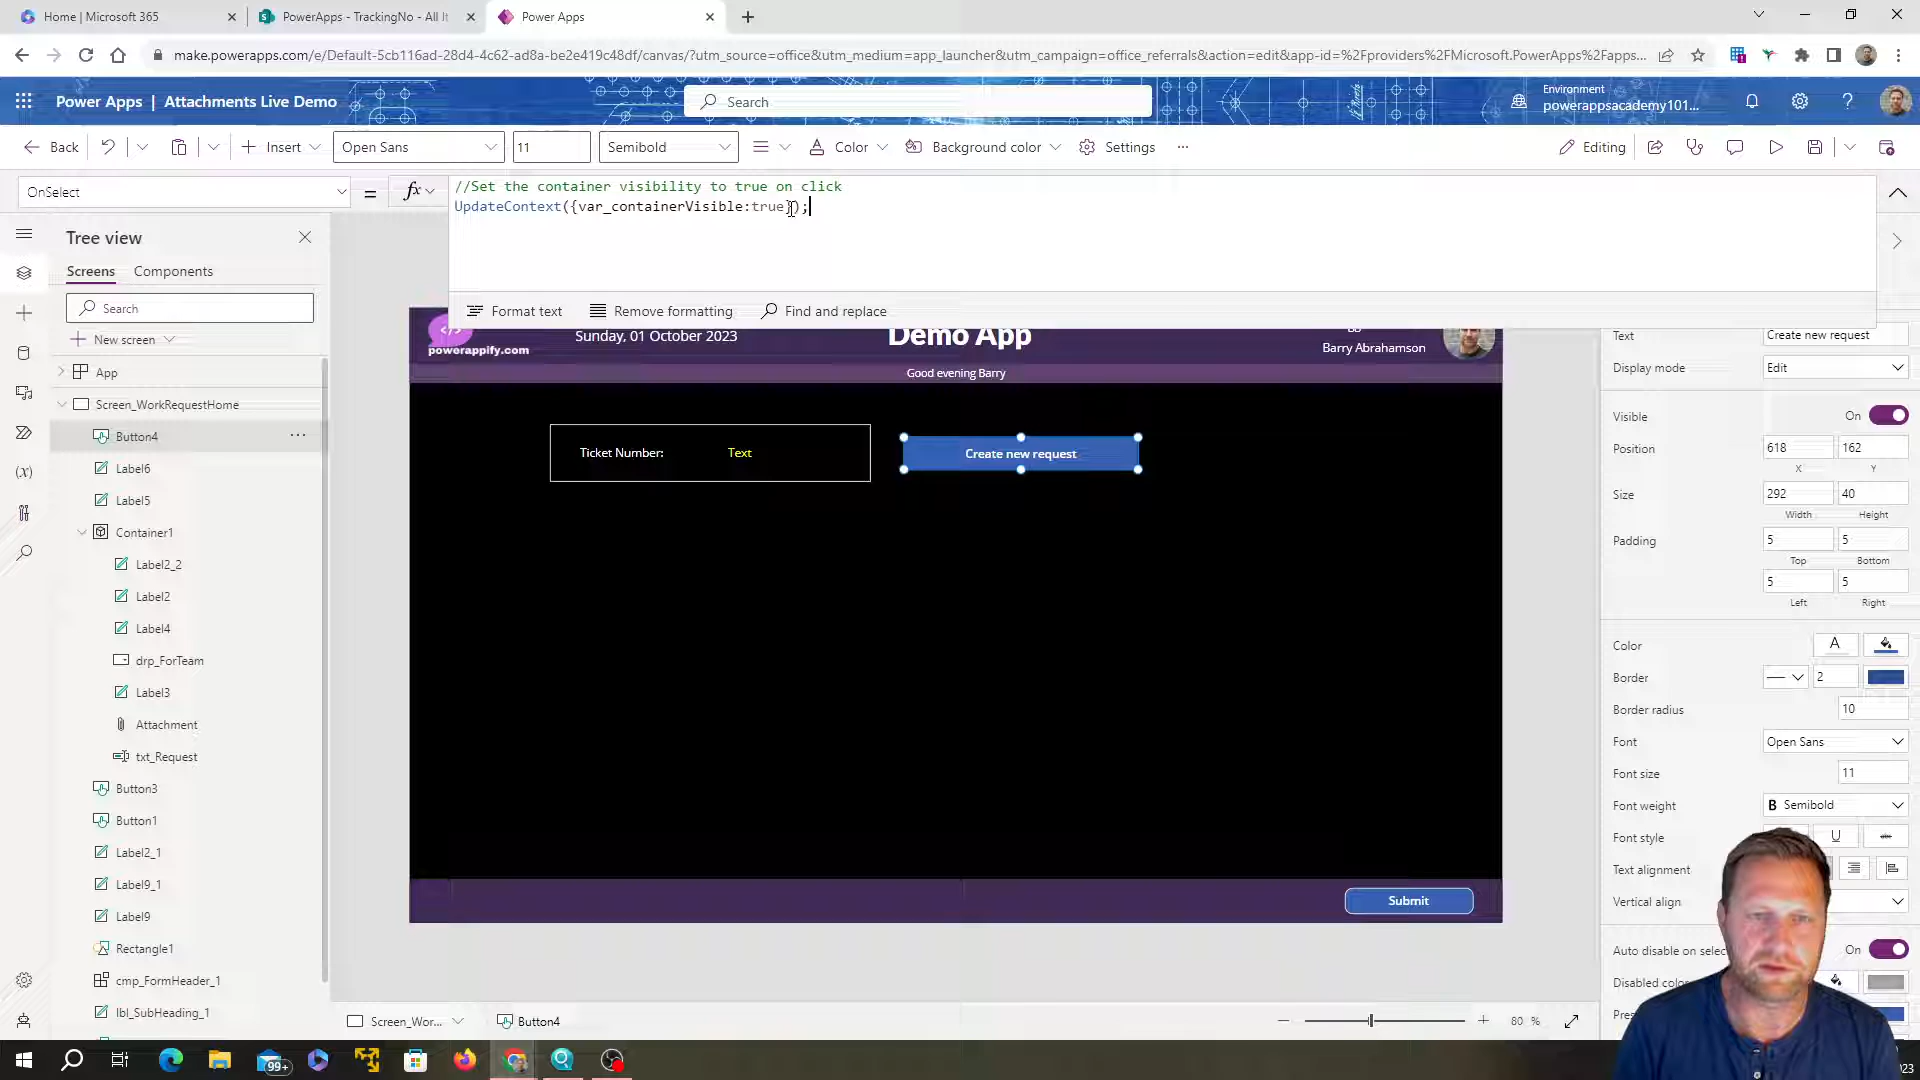 Home | Microsoft 365
PowerApps - TrackingNo - All It
Power Apps
make.powerapps.com/e/Default-5cb116ad-28d4-4c62-ad8a-be2e419c48df/canvas/?utm_source=office&utm_medium=app_launcher&utm_campaign=office_referrals&action=edit&app-id=%2Fproviders%2FMicrosoft.PowerApps%2Fapps...
Power Apps | Attachments Live Demo
Search
Environment
powerappsacademy101...
Back
Insert
Open Sans
11
Semibold
Color
Background color
Settings
Editing
OnSelect
=
fx
//Set the container visibility to true on click
UpdateContext({var_containerVisible:true});
Format text
Remove formatting
Find and replace
Tree view
Screens
Components
Search
New screen
App
Screen_WorkRequestHome
Button4
Label6
Label5
Container1
Label2_2
Label2
Label4
drp_ForTeam
Label3
Attachment
txt_Request
Button3
Button1
Label2_1
Label9_1
Label9
Rectangle1
cmp_FormHeader_1
lbl_SubHeading_1
powerappify.com
Sunday, 01 October 2023
Demo App
Barry Abrahamson
Good evening Barry
Ticket Number:
Text
Create new request
Submit
Text
Create new request
Display mode
Edit
Visible
On
Position
618
162
X
Y
Size
292
40
Width
Height
Padding
5
5
Top
Bottom
5
5
Left
Right
Color
A
Border
2
Border radius
10
Font
Open Sans
Font size
11
Font weight
B Semibold
Font style
U
Text alignment
Vertical align
Auto disable on selec
On
Disabled colo
Pres
Screen_Wor...
Button4
80 %
99+